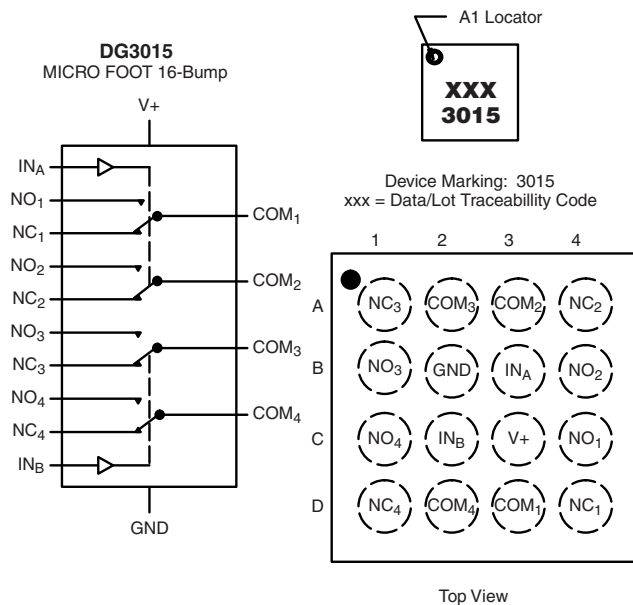 DG3015
MICRO FOOT 16-Bump
V+
INA
NO1
NC1
NO2
NC2
NO3
NC3
NO4
NC4
INB
COM1
COM2
COM3
COM4
GND
A1 Locator
XXX
3015
Device Marking: 3015
xxx = Data/Lot Traceabillity Code
1 2 3 4
A NC3 COM3 COM2 NC2
B NO3 GND INA NO2
C NO4 INB V+ NO1
D NC4 COM4 COM1 NC1
Top View